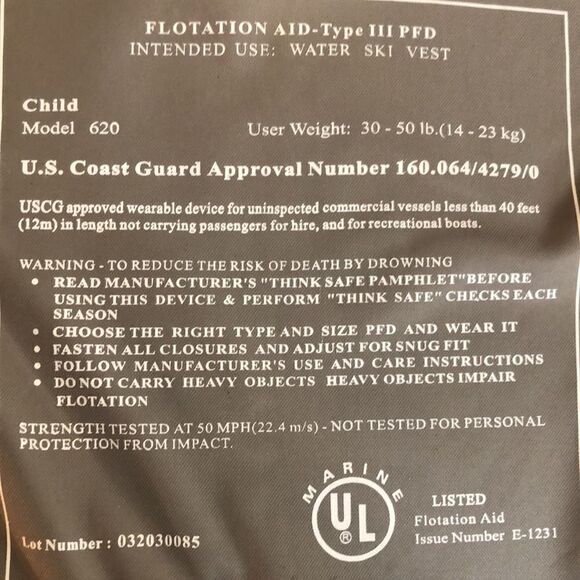 FLOTATION AID-Type III PFD
INTENDED USE: WATER SKI VEST
Child
Model 620 User Weight: 30 - 50 lb.(14 - 23 kg)
U.S. Coast Guard Approval Number 160.064/4279/0
USCG approved wearable device for uninspected commercial vessels less than 40 feet
(12m) in length not carrying passengers for hire, and for recreational boats.
WARNING - TO REDUCE THE RISK OF DEATH BY DROWNING
• READ MANUFACTURER'S "THINK SAFE PAMPHLET"BEFORE
USING THIS DEVICE & PERFORM "THINK SAFE" CHECKS EACH
SEASON
• CHOOSE THE RIGHT TYPE AND SIZE PFD AND WEAR IT
• FASTEN ALL CLOSURES AND ADJUST FOR SNUG FIT
• FOLLOW MANUFACTURER'S USE AND CARE INSTRUCTIONS
• DO NOT CARRY HEAVY OBJECTS HEAVY OBJECTS IMPAIR
FLOTATION
STRENGTH TESTED AT 50 MPH(22.4 m/s) - NOT TESTED FOR PERSONAL
PROTECTION FROM IMPACT.
MARINE
UL
®
LISTED
Flotation Aid
Issue Number E-1231
Lot Number : 032030085